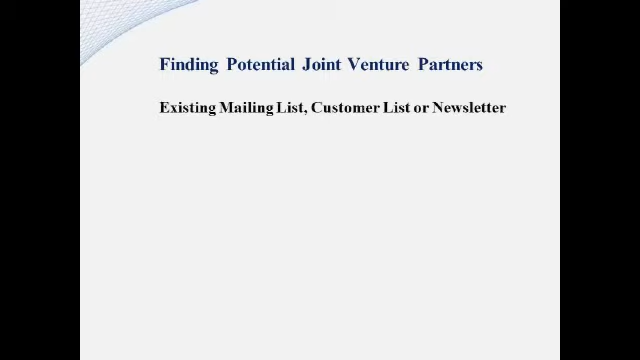 Finding Potential Joint Venture Partners
Existing Mailing List, Customer List or Newsletter